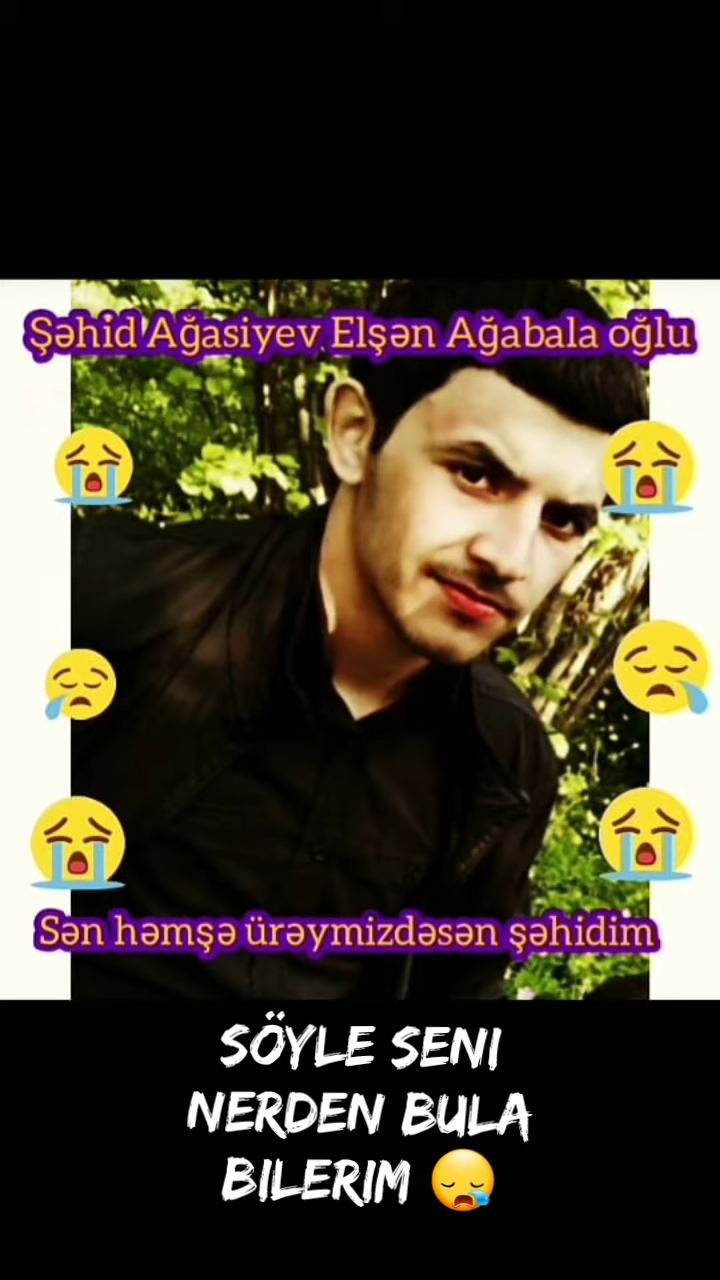 Şəhid Ağasiyev Elşən Ağabala oğlu
Sən həmşə ürəymizdəsən şəhidim
SÖYLE SENI
NERDEN BULA
BILERIM 😪